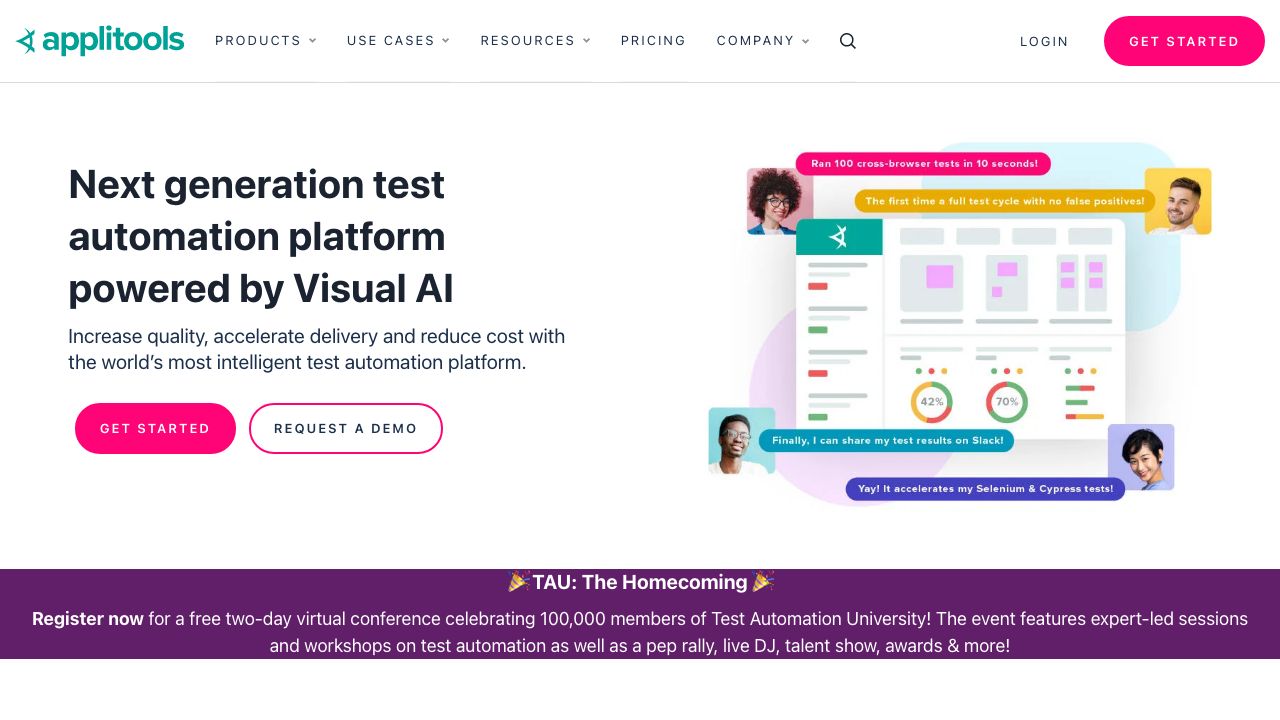 applitools
PRODUCTS
USE CASES
RESOURCES
PRICING
COMPANY
LOGIN
GET STARTED
Next generation test
automation platform
powered by Visual AI
Increase quality, accelerate delivery and reduce cost with
the world’s most intelligent test automation platform.
GET STARTED
REQUEST A DEMO
Ran 100 cross-browser tests in 10 seconds!
The first time a full test cycle with no false positives!
42%
70%
Finally, I can share my test results on Slack!
Yay! It accelerates my Selenium & Cypress tests!
🎉TAU: The Homecoming 🎉
Register now for a free two-day virtual conference celebrating 100,000 members of Test Automation University! The event features expert-led sessions
and workshops on test automation as well as a pep rally, live DJ, talent show, awards & more!